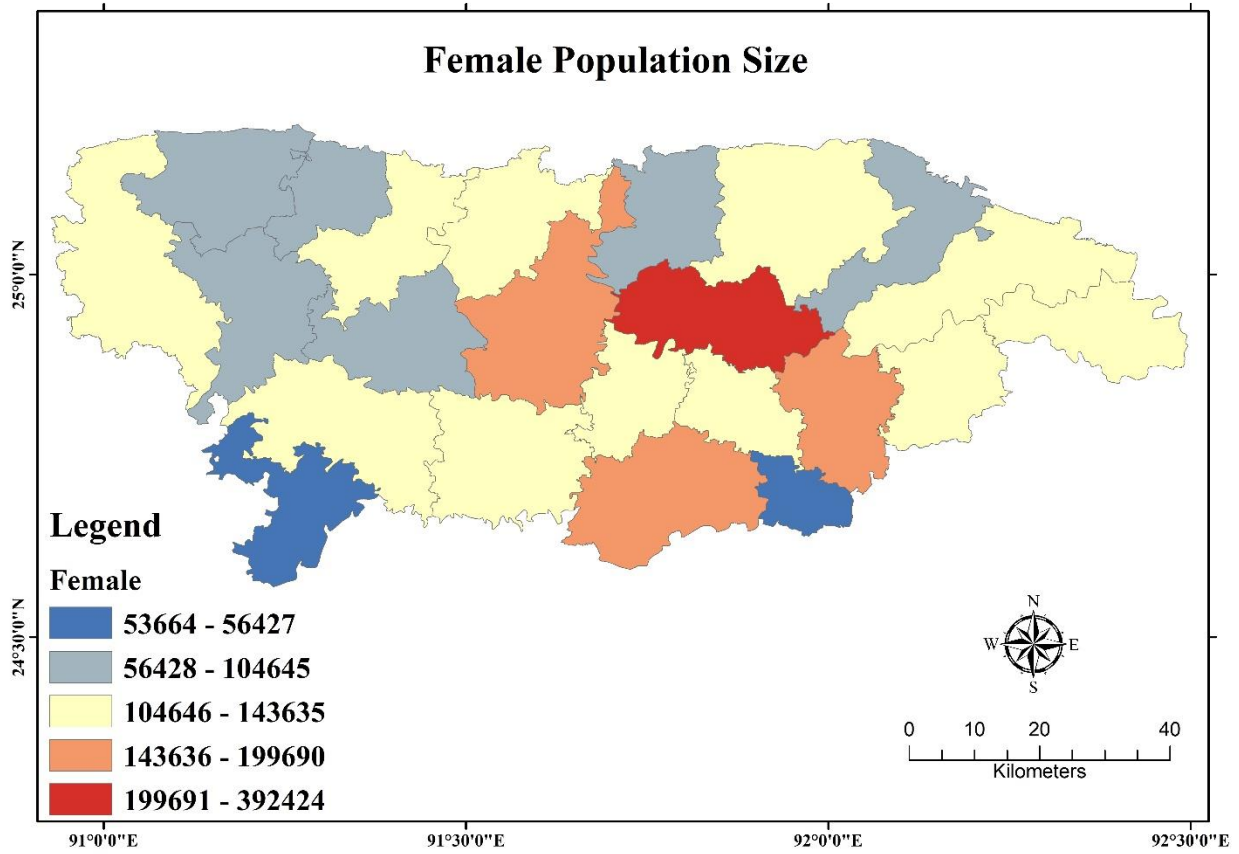 Female Population Size
25°0'0"N
24°30'0"N
Legend
Female
53664 - 56427
56428 - 104645
104646 - 143635
143636 - 199690
199691 - 392424
N
W E
S
0 10 20 40
Kilometers
91°0'0"E 91°30'0"E 92°0'0"E 92°30'0"E